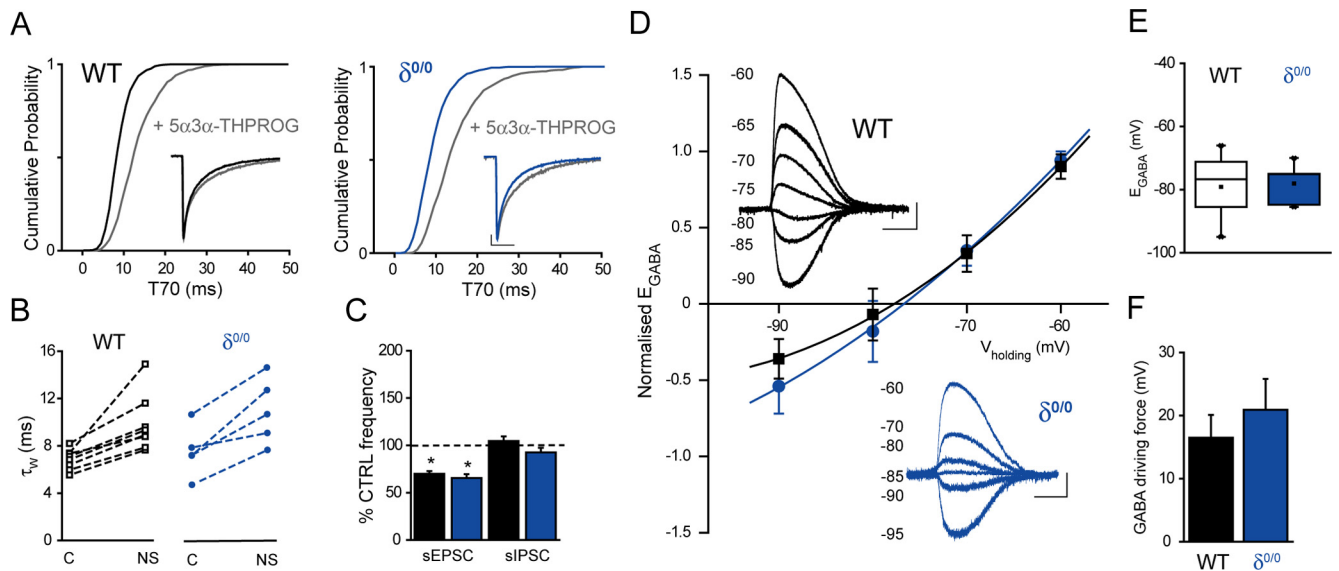 A
WT
Cumulative Probability
1
0
+ 5α3α-THPROG
0 10 20 30 40 50
T70 (ms)
δ⁰/⁰
Cumulative Probability
1
0
+ 5α3α-THPROG
0 10 20 30 40 50
T70 (ms)
B
WT
δ⁰/⁰
τW (ms)
16
12
8
4
0
C NS C NS
C
% CTRL frequency
200
150
100
50
0
* *
sEPSC sIPSC
D
Normalised EGABA
1.5
1.0
0.5
0
-0.5
-1.0
-1.5
WT
-60
-65
-70
-75
-80
-85
-90
-90 -70 -60
Vholding (mV)
δ⁰/⁰
-60
-70
-80
-85
-90
-95
E
WT δ⁰/⁰
EGABA (mV)
-40
-60
-80
-100
F
GABA driving force (mV)
30
20
10
0
WT δ⁰/⁰